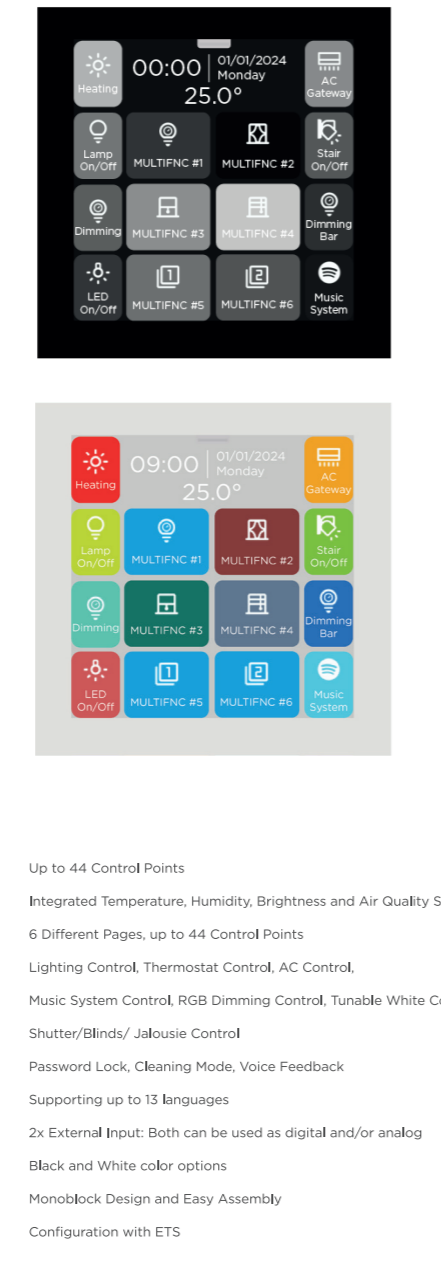 Heating
00:00
01/01/2024
Monday
25.0°
AC
Gateway
Lamp
On/Off
MULTIFNC #1
MULTIFNC #2
Stair
On/Off
Dimming
MULTIFNC #3
MULTIFNC #4
Dimming
Bar
LED
On/Off
1
MULTIFNC #5
2
MULTIFNC #6
Music
System
Heating
09:00
01/01/2024
Monday
25.0°
AC
Gateway
Lamp
On/Off
MULTIFNC #1
MULTIFNC #2
Stair
On/Off
Dimming
MULTIFNC #3
MULTIFNC #4
Dimming
Bar
LED
On/Off
1
MULTIFNC #5
2
MULTIFNC #6
Music
System
Up to 44 Control Points
Integrated Temperature, Humidity, Brightness and Air Quality S
6 Different Pages, up to 44 Control Points
Lighting Control, Thermostat Control, AC Control,
Music System Control, RGB Dimming Control, Tunable White Co
Shutter/Blinds/ Jalousie Control
Password Lock, Cleaning Mode, Voice Feedback
Supporting up to 13 languages
2x External Input: Both can be used as digital and/or analog
Black and White color options
Monoblock Design and Easy Assembly
Configuration with ETS